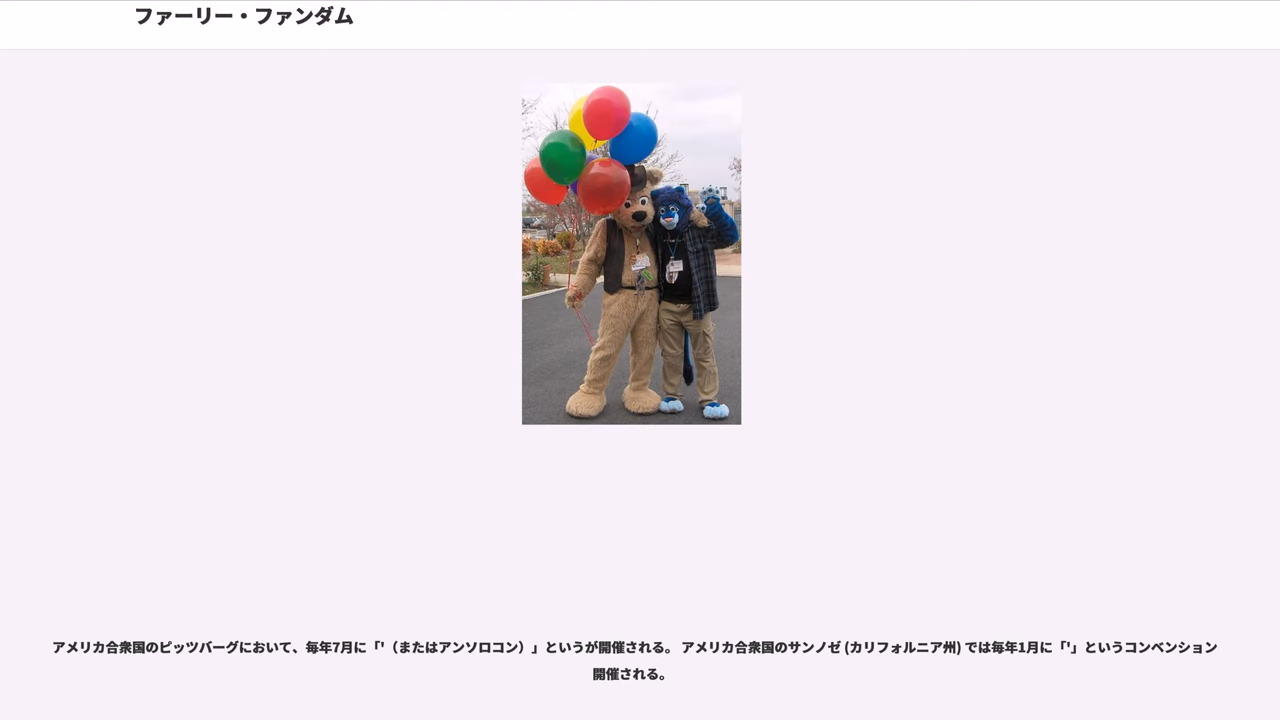 ファーリー・ファンダム
アメリカ合衆国のピッツバーグにおいて、毎年7月に「'（またはアンソロコン）」というが開催される。 アメリカ合衆国のサンノゼ (カリフォルニア州) では毎年1月に「'」というコンベンション
開催される。